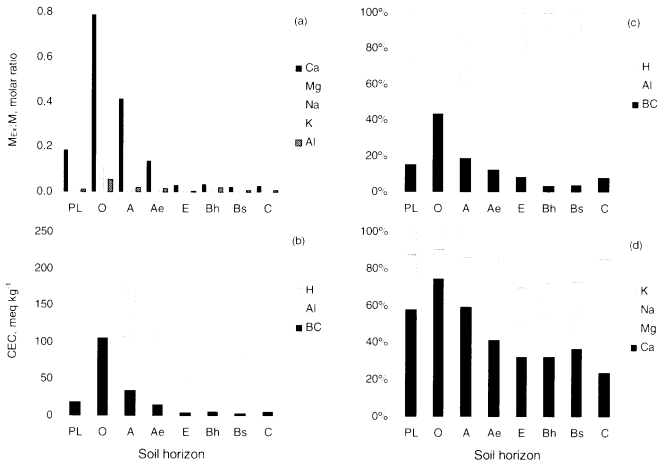 (a)
0.8
0.6
0.4
0.2
0.0
MEx:M, molar ratio
Ca
Mg
Na
K
Al
PL O A Ae E Bh Bs C
(c)
100%
80%
60%
40%
20%
0%
H
Al
BC
PL O A Ae E Bh Bs C
(b)
250
200
150
100
50
0
CEC, meq kg-1
H
Al
BC
PL O A Ae E Bh Bs C
Soil horizon
(d)
100%
80%
60%
40%
20%
0%
K
Na
Mg
Ca
PL O A Ae E Bh Bs C
Soil horizon